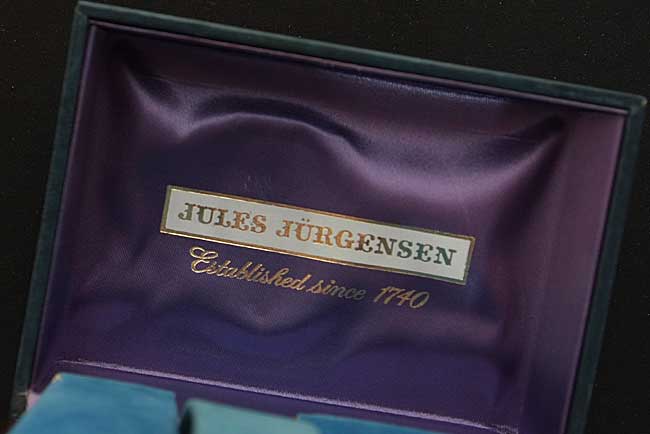 JULES JÜRGENSEN
Established since 1740